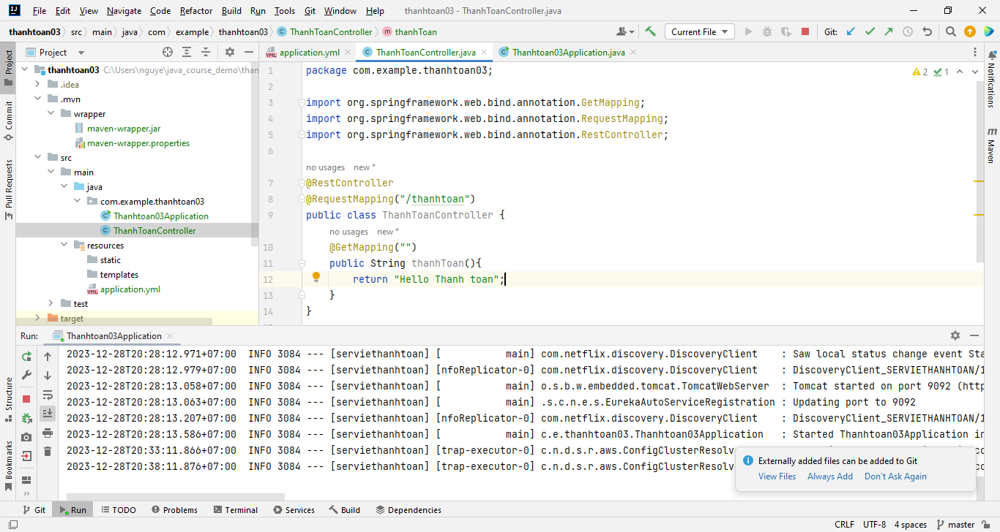 File Edit View Navigate Code Refactor Build Run Tools Git Window Help thanhtoan03 - ThanhToanController.java
thanhtoan03 src main java com example thanhtoan03 ThanhToanController thanhToan Current File Git:
Project application.yml ThanhToanController.java Thanhtoan03Application.java
Project
Commit
Pull Requests
thanhtoan03 C:\Users\nguye\java_course_demo\than
.idea
.mvn
wrapper
maven-wrapper.jar
maven-wrapper.properties
src
main
java
com.example.thanhtoan03
Thanhtoan03Application
ThanhToanController
resources
static
templates
application.yml
test
target
1 package com.example.thanhtoan03;
2
3 import org.springframework.web.bind.annotation.GetMapping;
4 import org.springframework.web.bind.annotation.RequestMapping;
5 import org.springframework.web.bind.annotation.RestController;
6
no usages new *
7 @RestController
8 @RequestMapping("/thanhtoan")
9 public class ThanhToanController {
no usages new *
10 @GetMapping("")
11 public String thanhToan(){
12 return "Hello Thanh toan";
13 }
14 }
2 1
Notifications
Maven
Run: Thanhtoan03Application
Structure
Bookmarks
2023-12-28T20:28:12.971+07:00 INFO 3084 --- [serviethanhtoan] [ main] com.netflix.discovery.DiscoveryClient : Saw local status change event Sta
2023-12-28T20:28:12.979+07:00 INFO 3084 --- [serviethanhtoan] [nfoReplicator-0] com.netflix.discovery.DiscoveryClient : DiscoveryClient_SERVIETHANHTOAN/1
2023-12-28T20:28:13.058+07:00 INFO 3084 --- [serviethanhtoan] [ main] o.s.b.w.embedded.tomcat.TomcatWebServer : Tomcat started on port 9092 (http
2023-12-28T20:28:13.063+07:00 INFO 3084 --- [serviethanhtoan] [ main] .s.c.n.e.s.EurekaAutoServiceRegistration : Updating port to 9092
2023-12-28T20:28:13.207+07:00 INFO 3084 --- [serviethanhtoan] [nfoReplicator-0] com.netflix.discovery.DiscoveryClient : DiscoveryClient_SERVIETHANHTOAN/1
2023-12-28T20:28:13.586+07:00 INFO 3084 --- [serviethanhtoan] [ main] c.e.thanhtoan03.Thanhtoan03Application : Started Thanhtoan03Application in
2023-12-28T20:33:11.866+07:00 INFO 3084 --- [serviethanhtoan] [trap-executor-0] c.n.d.s.r.aws.ConfigClusterResolv
2023-12-28T20:38:11.876+07:00 INFO 3084 --- [serviethanhtoan] [trap-executor-0] c.n.d.s.r.aws.ConfigClusterResolv
Externally added files can be added to Git
View Files Always Add Don't Ask Again
Git Run TODO Problems Terminal Services Build Dependencies
CRLF UTF-8 4 spaces master